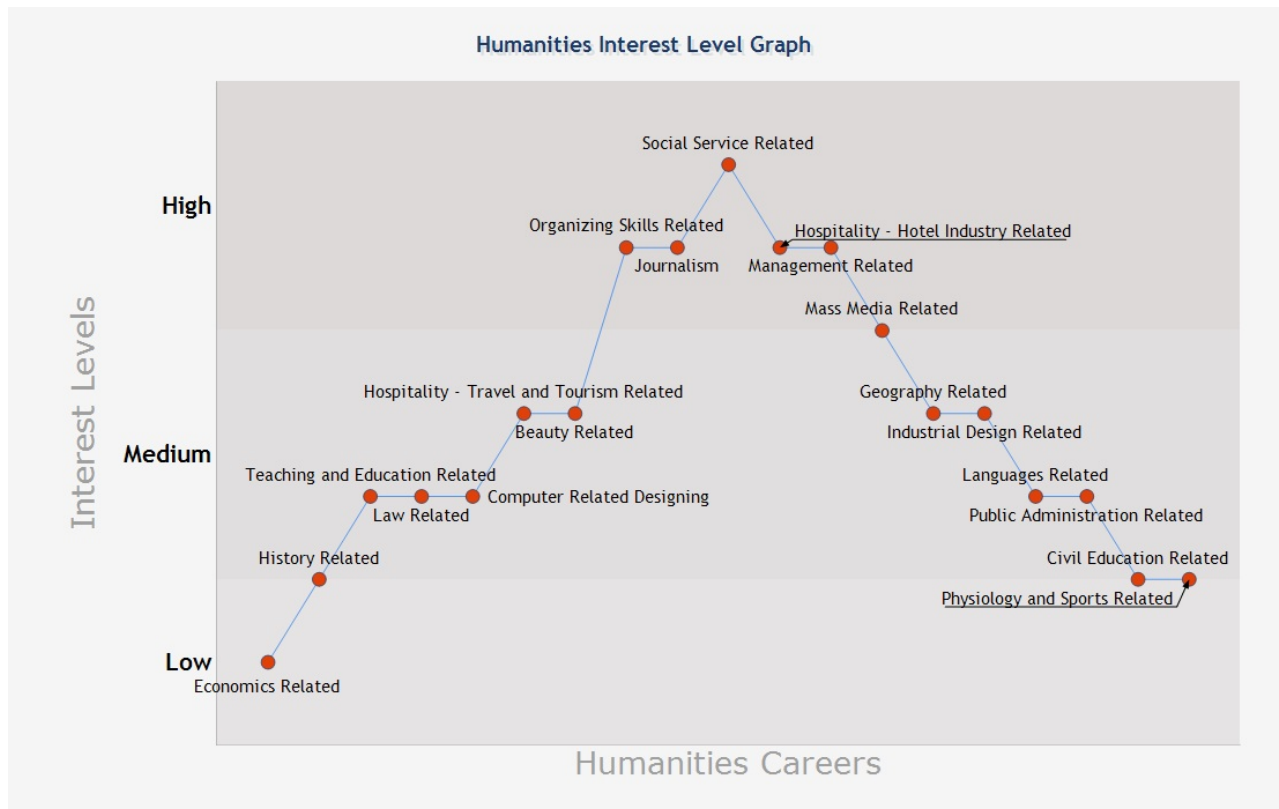 Humanities Interest Level Graph
Social Service Related
High
Organizing Skills Related
Hospitality - Hotel Industry Related
Journalism
Management Related
Mass Media Related
Interest Levels
Hospitality - Travel and Tourism Related
Geography Related
Beauty Related
Industrial Design Related
Medium
Teaching and Education Related
Languages Related
Computer Related Designing
Law Related
Public Administration Related
History Related
Civil Education Related
Physiology and Sports Related
Low
Economics Related
Humanities Careers